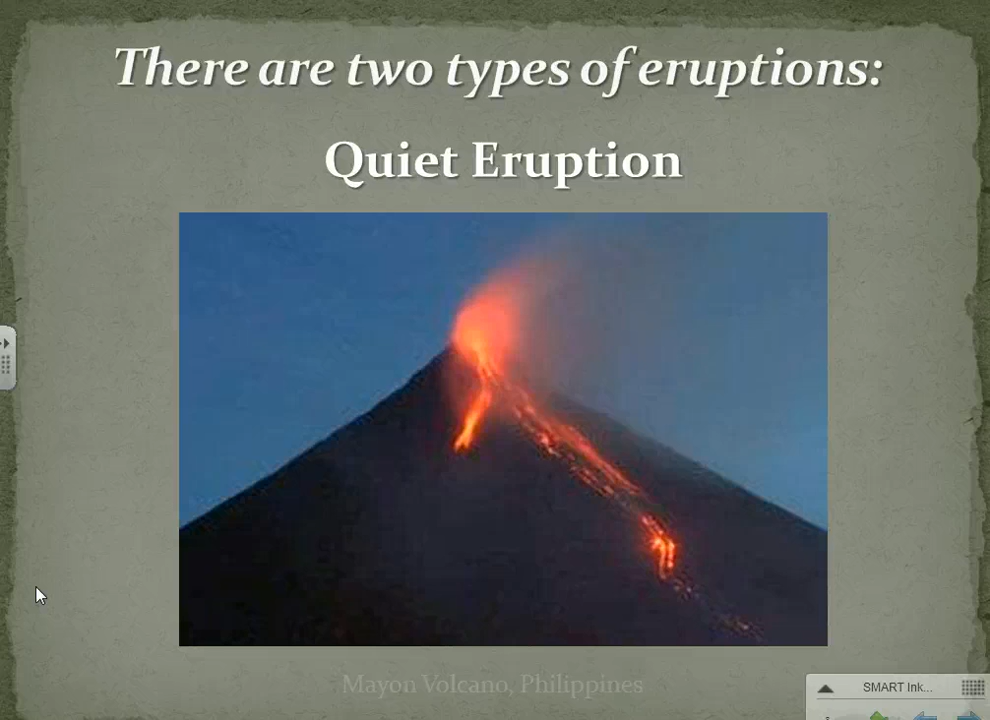 There are two types of eruptions:
Quiet Eruption
Mayon Volcano, Philippines
SMART Ink...